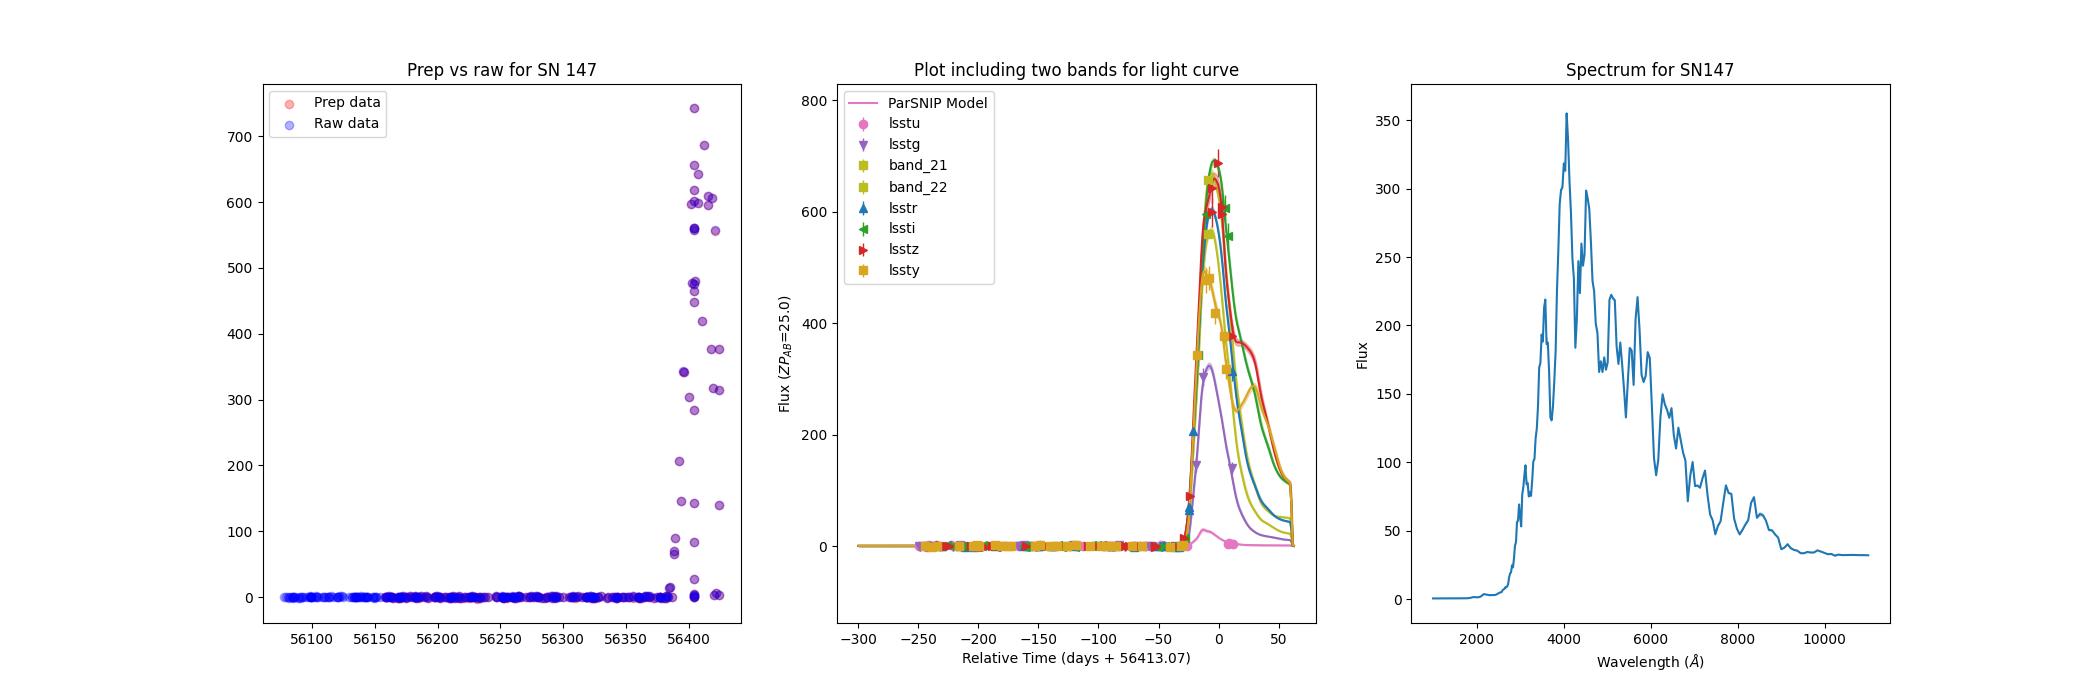 Prep vs raw for SN 147
Prep data
Raw data
700
600
500
400
300
200
100
0
56100 56150 56200 56250 56300 56350 56400
Plot including two bands for light curve
ParSNIP Model
lsstu
lsstg
band_21
band_22
lsstr
lssti
lsstz
lssty
Flux (ZP_AB=25.0)
800
600
400
200
0
−300 −250 −200 −150 −100 −50 0 50
Relative Time (days + 56413.07)
Spectrum for SN147
Flux
350
300
250
200
150
100
50
0
2000 4000 6000 8000 10000
Wavelength (Å)